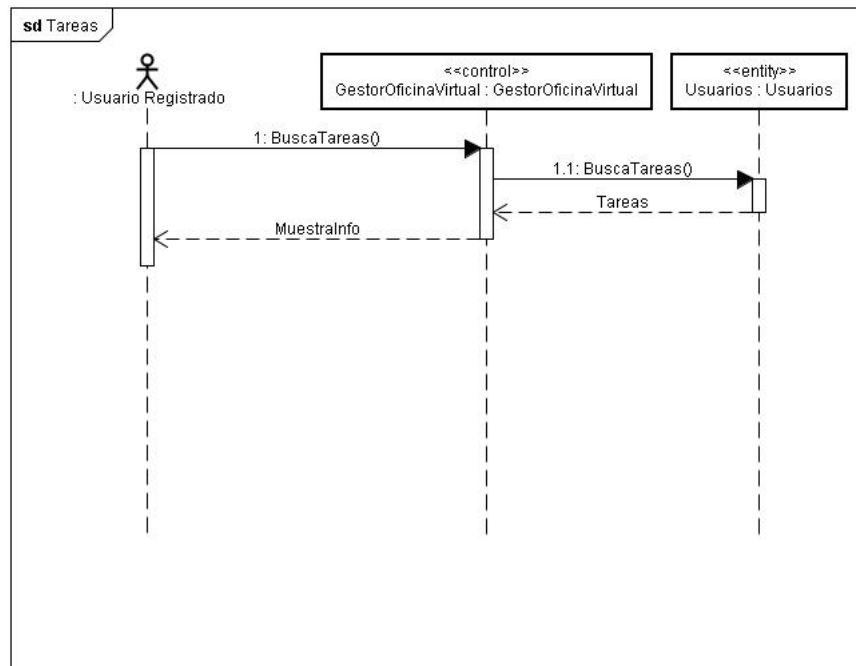 sd Tareas
: Usuario Registrado
<<control>>
GestorOficinaVirtual : GestorOficinaVirtual
<<entity>>
Usuarios : Usuarios
1: BuscaTareas()
1.1: BuscaTareas()
Tareas
MuestraInfo